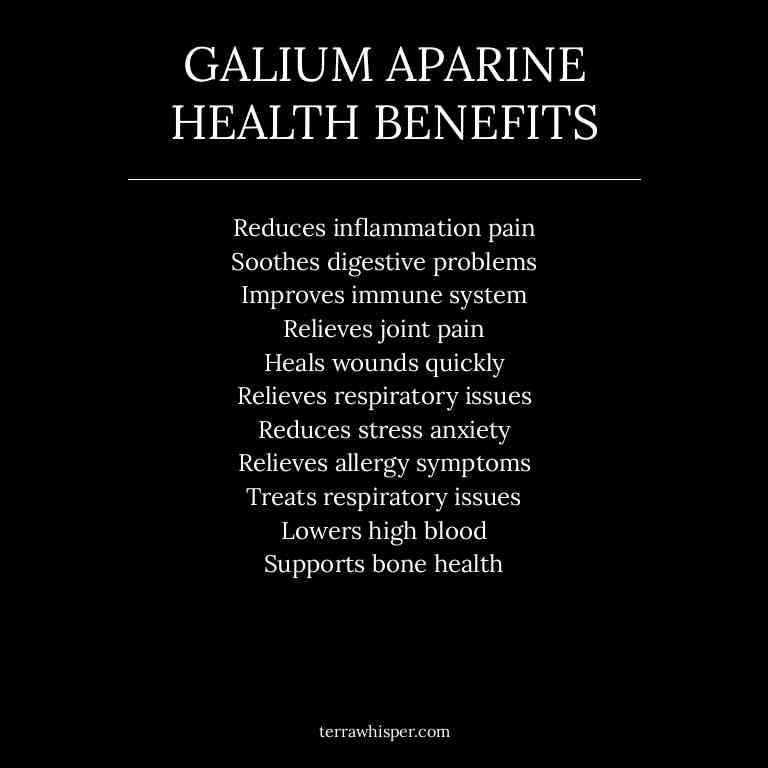 GALIUM APARINE
HEALTH BENEFITS
Reduces inflammation pain
Soothes digestive problems
Improves immune system
Relieves joint pain
Heals wounds quickly
Relieves respiratory issues
Reduces stress anxiety
Relieves allergy symptoms
Treats respiratory issues
Lowers high blood
Supports bone health
terrawhisper.com